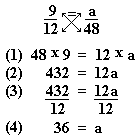 9/12 = a/48
(1) 48 x 9 = 12 x a
(2) 432 = 12a
(3) 432/12 = 12a/12
(4) 36 = a